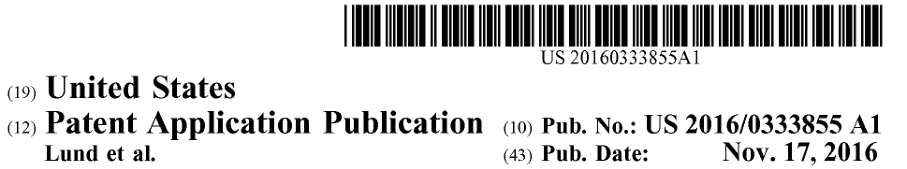 US 20160333855A1
(19) United States
(12) Patent Application Publication (10) Pub. No.: US 2016/0333855 A1
Lund et al. (43) Pub. Date: Nov. 17, 2016